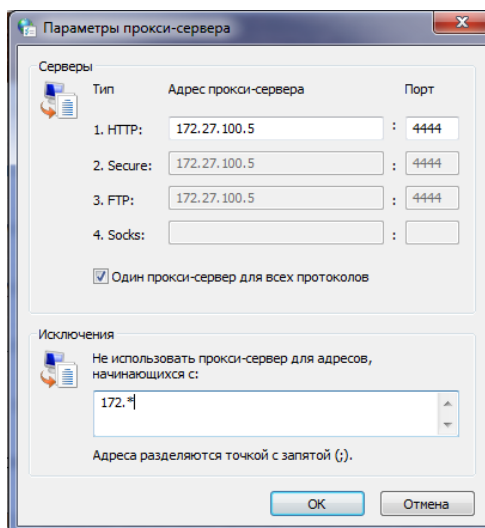 Параметры прокси-сервера
Серверы
Тип Адрес прокси-сервера Порт
1. HTTP: 172.27.100.5 : 4444
2. Secure: 172.27.100.5 : 4444
3. FTP: 172.27.100.5 : 4444
4. Socks: :
Один прокси-сервер для всех протоколов
Исключения
Не использовать прокси-сервер для адресов,
начинающихся с:
172.*
Адреса разделяются точкой с запятой (;).
ОК Отмена